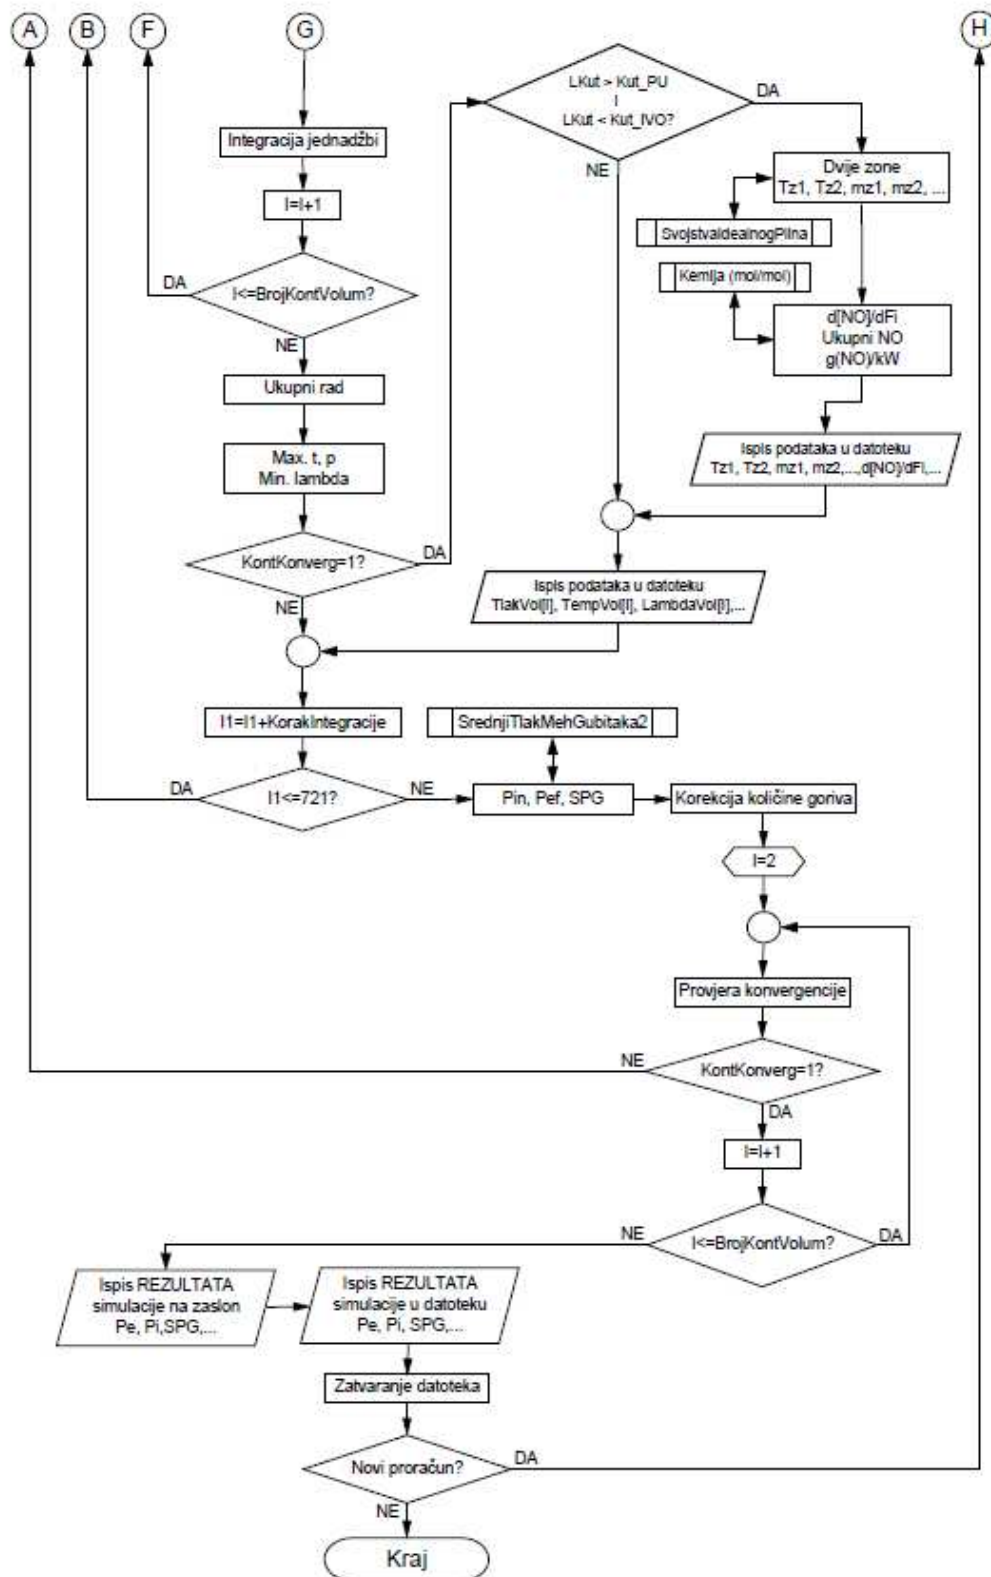 A
B
F
G
H
Integracija jednadžbi
I=I+1
DA
I<=BrojKontVolum?
NE
Ukupni rad
Max. t, p
Min. lambda
KontKonverg=1?
DA
NE
LKut > Kut_PU
I
LKut < Kut_IVO?
DA
NE
Dvije zone
Tz1, Tz2, mz1, mz2, ...
SvojstvaIdealnogPlina
Kemija (mol/mol)
d[NO]/dFi
Ukupni NO
g(NO)/kW
Ispis podataka u datoteku
Tz1, Tz2, mz1, mz2,...,d[NO]/dFi,...
Ispis podataka u datoteku
TlakVol[I], TempVol[I], LambdaVol[I],...
I1=I1+KorakIntegracije
DA
I1<=721?
NE
SrednjiTlakMehGubitaka2
Pin, Pef, SPG
Korekcija količine goriva
I=2
Provjera konvergencije
NE
KontKonverg=1?
DA
I=I+1
NE
I<=BrojKontVolum?
DA
Ispis REZULTATA
simulacije na zaslon
Pe, Pi,SPG,...
Ispis REZULTATA
simulacije u datoteku
Pe, Pi, SPG,...
Zatvaranje datoteka
Novi proračun?
DA
NE
Kraj